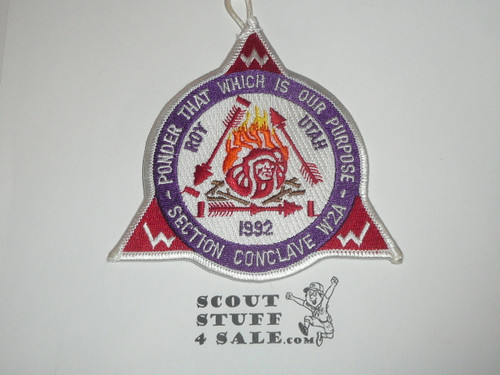 W
PONDER THAT WHICH IS OUR PURPOSE
ROY UTAH
1992
- SECTION CONCLAVE W2A -
W W
SCOUT
STUFF
4 SALE.com